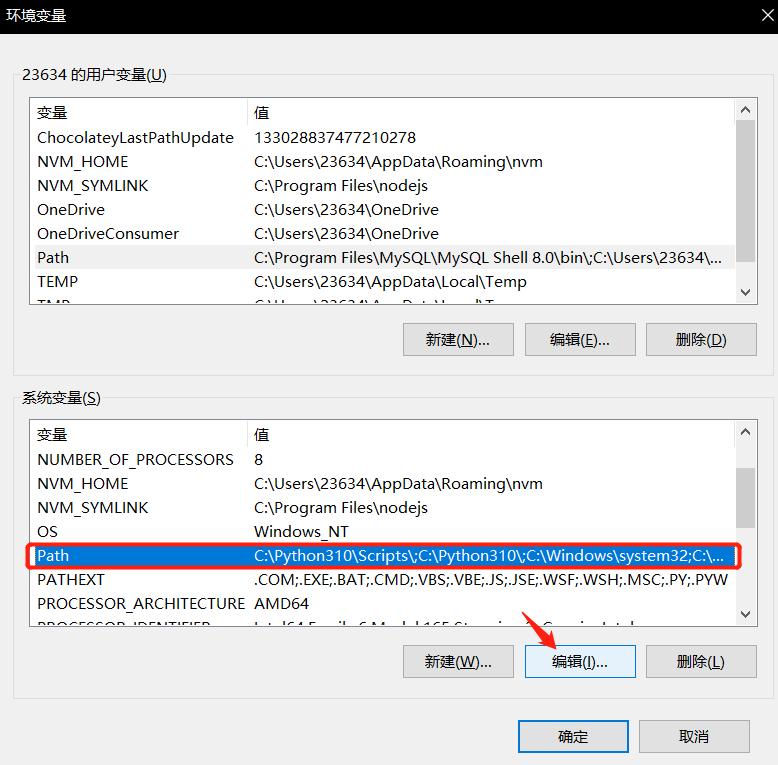 环境变量
23634 的用户变量(U)
变量 值
ChocolateyLastPathUpdate 133028837477210278
NVM_HOME C:\Users\23634\AppData\Roaming\nvm
NVM_SYMLINK C:\Program Files\nodejs
OneDrive C:\Users\23634\OneDrive
OneDriveConsumer C:\Users\23634\OneDrive
Path C:\Program Files\MySQL\MySQL Shell 8.0\bin\;C:\Users\23634\...
TEMP C:\Users\23634\AppData\Local\Temp
新建(N)... 编辑(E)... 删除(D)
系统变量(S)
变量 值
NUMBER_OF_PROCESSORS 8
NVM_HOME C:\Users\23634\AppData\Roaming\nvm
NVM_SYMLINK C:\Program Files\nodejs
OS Windows_NT
Path C:\Python310\Scripts\;C:\Python310\;C:\Windows\system32;C:\...
PATHEXT .COM;.EXE;.BAT;.CMD;.VBS;.VBE;.JS;.JSE;.WSF;.WSH;.MSC;.PY;.PYW
PROCESSOR_ARCHITECTURE AMD64
新建(W)... 编辑(I)... 删除(L)
确定 取消